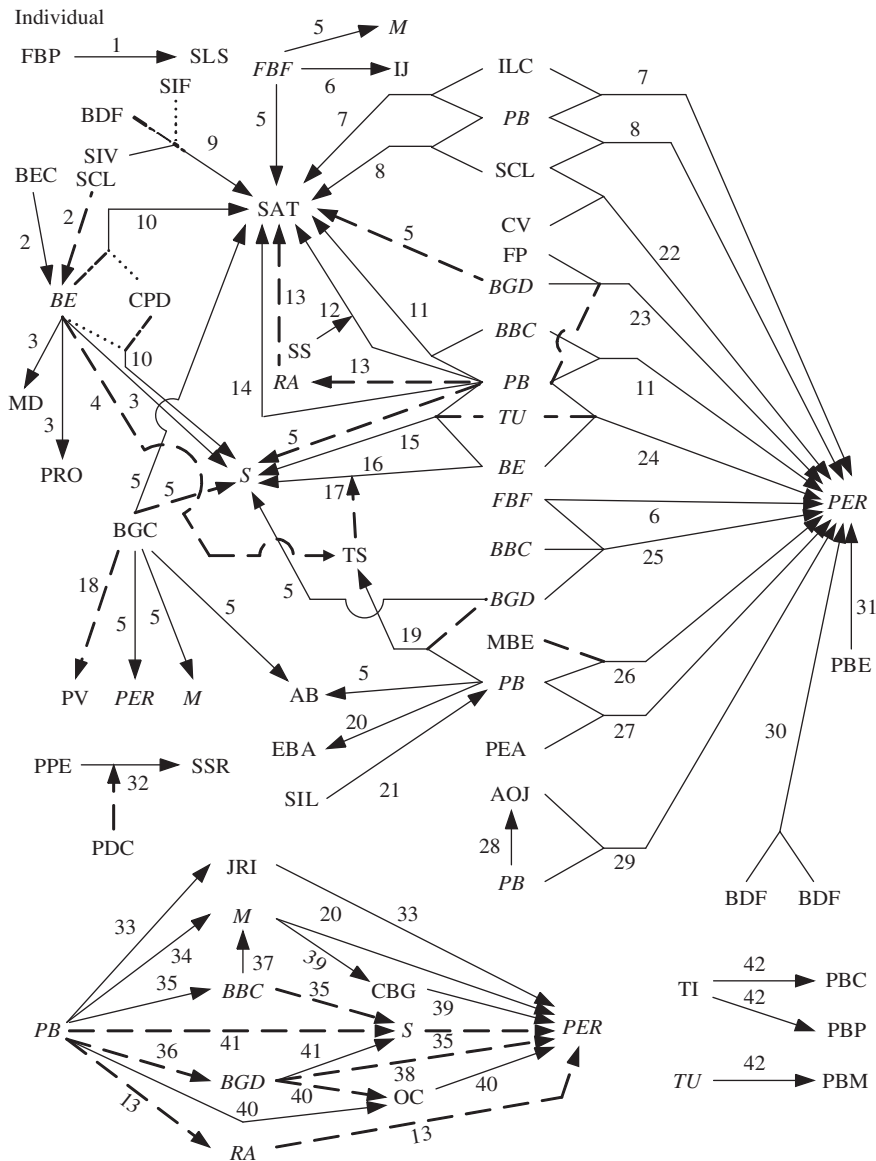 Individual
5 M
FBP 1 SLS
FBF 6 IJ
ILC 7
SIF
BDF 5 7 PB 8
9
SIV
BEC SCL 8 SCL
10 SAT
2 2 CV
5 FP 22
BE CPD BGD
13 12 11 23
3 10 SS BBC
RA 13 PB 11
MD 4 3 14
3 TU
5 15 24
PRO 16 BE
5 5 S 17 FBF PER
BGC 6
TS BBC 25
18 5 BGD 31
5 5 5 19 MBE
PBE
5 PB 26
PV PER M AB
20 27
EBA PEA 30
PPE SSR
32 21 AOJ
SIL
28 29
PDC PB
BDF BDF
JRI
33 33
M 20
34 37 39 42
35 BBC 35 CBG TI PBC
39 42
PB 41 S PER PBP
36 41 35
BGD 38 42
40 OC 40 TU PBM
13 40
RA 13